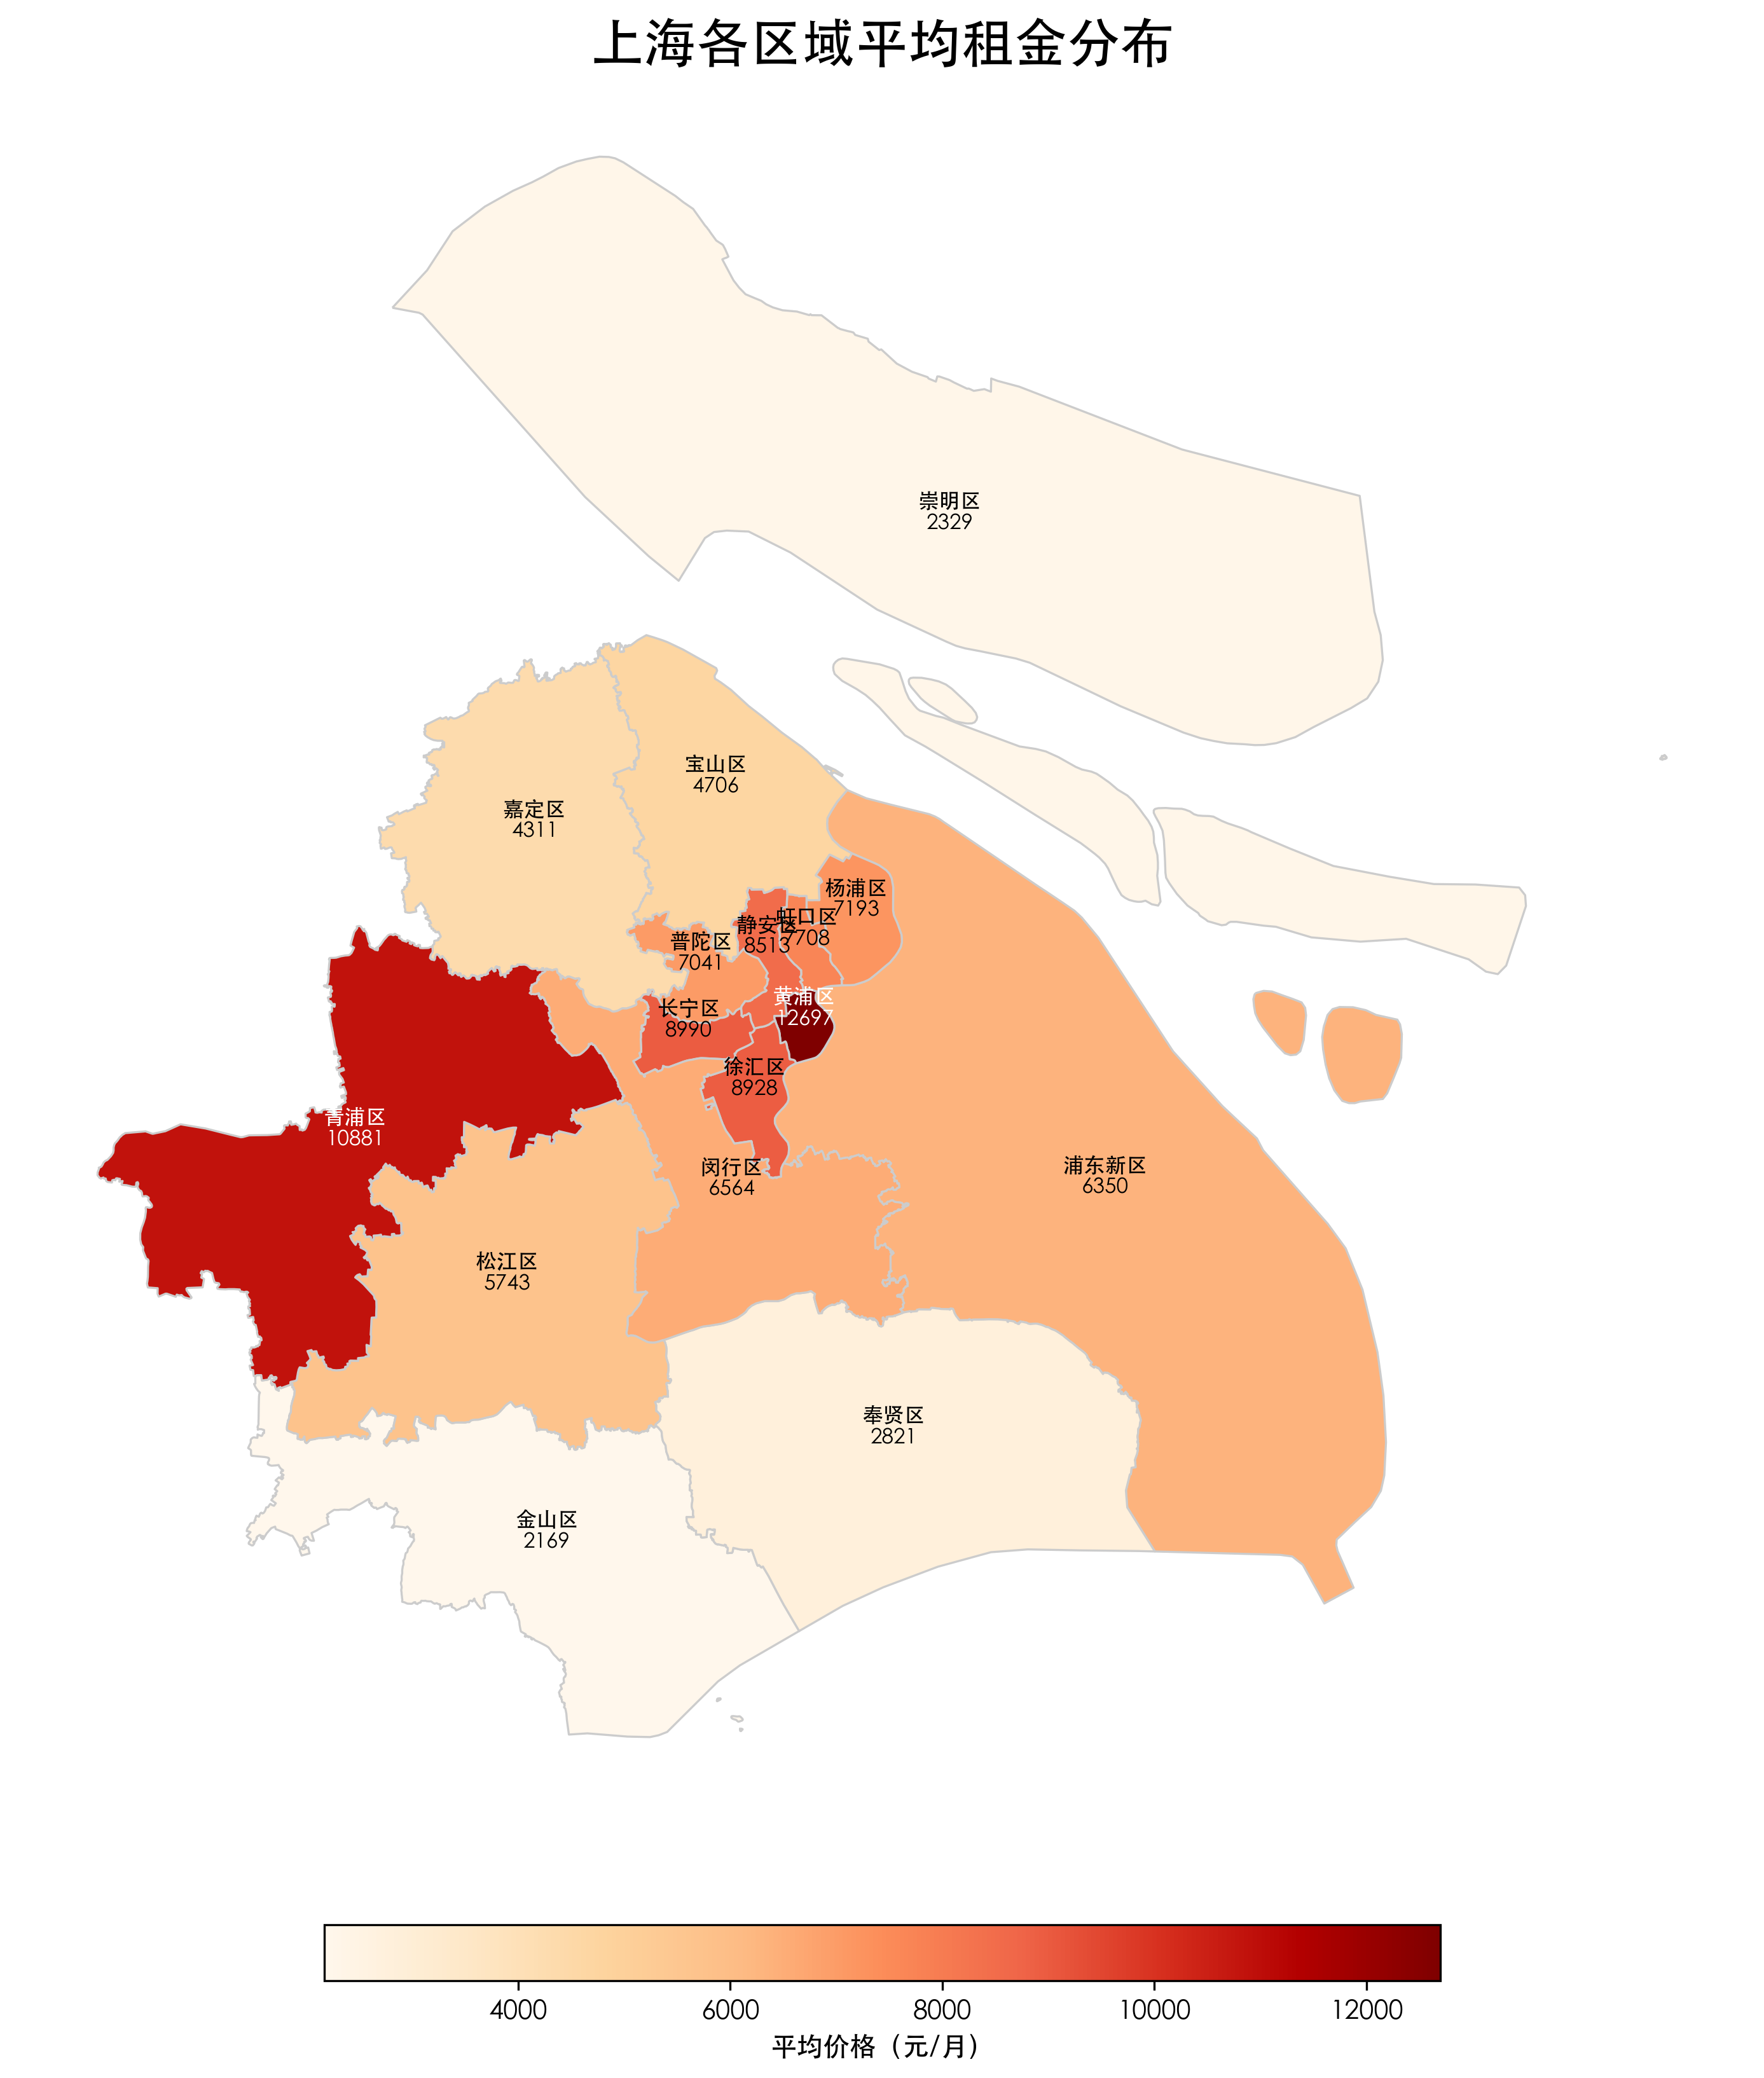 上海各区域平均租金分布
崇明区
2329
宝山区
4706
嘉定区
4311
杨浦区
7193
虹口区
7708
静安区
8513
普陀区
7041
黄浦区
12697
长宁区
8990
徐汇区
8928
青浦区
10881
闵行区
6564
浦东新区
6350
松江区
5743
奉贤区
2821
金山区
2169
4000 6000 8000 10000 12000
平均价格（元/月）